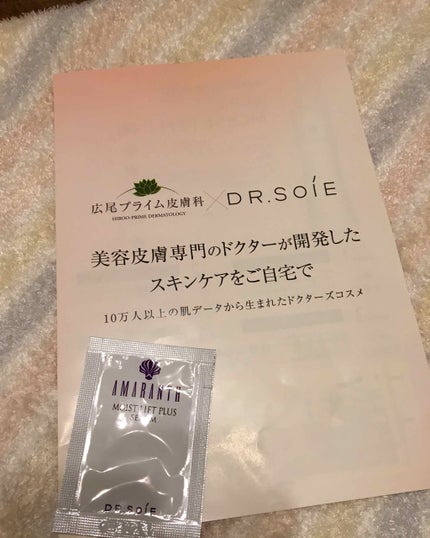 広尾プライム皮膚科
HIROO-PRIME DERMATOLOGY
×
DR.SOIE
美容皮膚専門のドクターが開発した
スキンケアをご自宅で
10万人以上の肌データから生まれたドクターズコスメ
AMARANTH
MOIST LIFT PLUS
SERUM
DR.SOIE